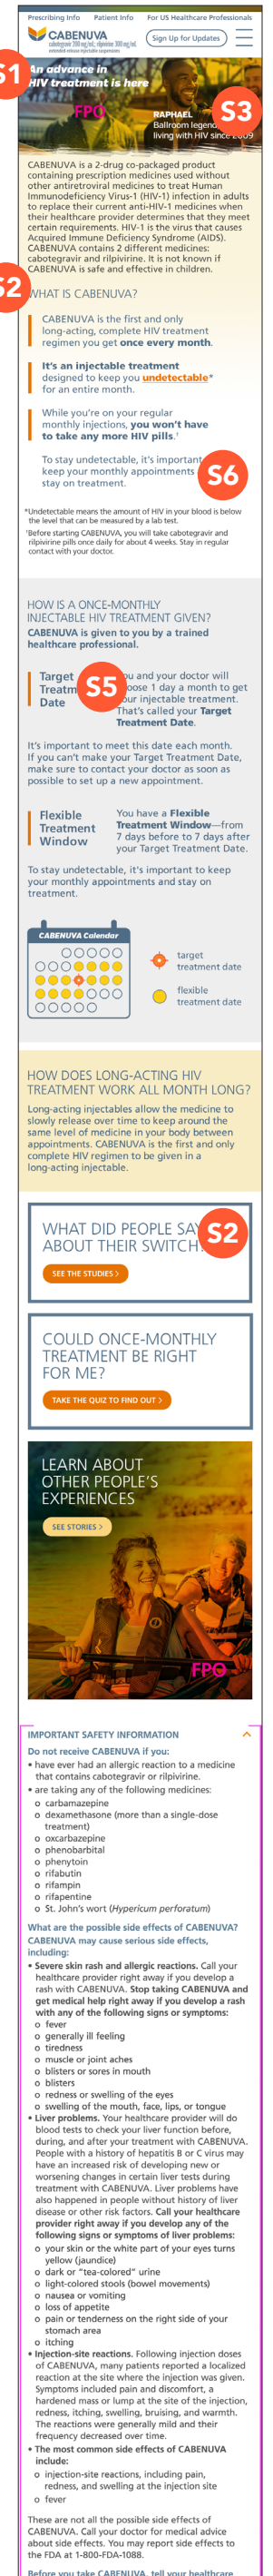 Prescribing Info Patient Info For US Healthcare Professionals
CABENUVA
cabotegravir 200 mg/mL; rilpivirine 300 mg/mL
extended-release injectable suspensions
Sign Up for Updates
S1
An advance in
HIV treatment is here
FPO
S3
RAPHAEL
Ballroom legend
living with HIV since 2009
CABENUVA is a 2-drug co-packaged product
containing prescription medicines used without
other antiretroviral medicines to treat Human
Immunodeficiency Virus-1 (HIV-1) infection in adults
to replace their current anti-HIV-1 medicines when
their healthcare provider determines that they meet
certain requirements. HIV-1 is the virus that causes
Acquired Immune Deficiency Syndrome (AIDS).
CABENUVA contains 2 different medicines:
cabotegravir and rilpivirine. It is not known if
CABENUVA is safe and effective in children.
S2
WHAT IS CABENUVA?
CABENUVA is the first and only
long-acting, complete HIV treatment
regimen you get once every month.
It's an injectable treatment
designed to keep you undetectable*
for an entire month.
While you're on your regular
monthly injections, you won't have
to take any more HIV pills.†
To stay undetectable, it's important
keep your monthly appointments
stay on treatment.
S6
*Undetectable means the amount of HIV in your blood is below
the level that can be measured by a lab test.
†Before starting CABENUVA, you will take cabotegravir and
rilpivirine pills once daily for about 4 weeks. Stay in regular
contact with your doctor.
HOW IS A ONCE-MONTHLY
INJECTABLE HIV TREATMENT GIVEN?
CABENUVA is given to you by a trained
healthcare professional.
Target
Treatm
Date
S5
you and your doctor will
choose 1 day a month to get
your injectable treatment.
That's called your Target
Treatment Date.
It's important to meet this date each month.
If you can't make your Target Treatment Date,
make sure to contact your doctor as soon as
possible to set up a new appointment.
Flexible
Treatment
Window
You have a Flexible
Treatment Window—from
7 days before to 7 days after
your Target Treatment Date.
To stay undetectable, it's important to keep
your monthly appointments and stay on
treatment.
CABENUVA Calendar
target
treatment date
flexible
treatment date
HOW DOES LONG-ACTING HIV
TREATMENT WORK ALL MONTH LONG?
Long-acting injectables allow the medicine to
slowly release over time to keep around the
same level of medicine in your body between
appointments. CABENUVA is the first and only
complete HIV regimen to be given in a
long-acting injectable.
WHAT DID PEOPLE SAY
ABOUT THEIR SWITCH?
S2
SEE THE STUDIES >
COULD ONCE-MONTHLY
TREATMENT BE RIGHT
FOR ME?
TAKE THE QUIZ TO FIND OUT >
LEARN ABOUT
OTHER PEOPLE'S
EXPERIENCES
SEE STORIES >
FPO
IMPORTANT SAFETY INFORMATION
Do not receive CABENUVA if you:
• have ever had an allergic reaction to a medicine
that contains cabotegravir or rilpivirine.
• are taking any of the following medicines:
o carbamazepine
o dexamethasone (more than a single-dose
treatment)
o oxcarbazepine
o phenobarbital
o phenytoin
o rifabutin
o rifampin
o rifapentine
o St. John's wort (Hypericum perforatum)
What are the possible side effects of CABENUVA?
CABENUVA may cause serious side effects,
including:
• Severe skin rash and allergic reactions. Call your
healthcare provider right away if you develop a
rash with CABENUVA. Stop taking CABENUVA and
get medical help right away if you develop a rash
with any of the following signs or symptoms:
o fever
o generally ill feeling
o tiredness
o muscle or joint aches
o blisters or sores in mouth
o blisters
o redness or swelling of the eyes
o swelling of the mouth, face, lips, or tongue
• Liver problems. Your healthcare provider will do
blood tests to check your liver function before,
during, and after your treatment with CABENUVA.
People with a history of hepatitis B or C virus may
have an increased risk of developing new or
worsening changes in certain liver tests during
treatment with CABENUVA. Liver problems have
also happened in people without history of liver
disease or other risk factors. Call your healthcare
provider right away if you develop any of the
following signs or symptoms of liver problems:
o your skin or the white part of your eyes turns
yellow (jaundice)
o dark or "tea-colored" urine
o light-colored stools (bowel movements)
o nausea or vomiting
o loss of appetite
o pain or tenderness on the right side of your
stomach area
o itching
• Injection-site reactions. Following injection doses
of CABENUVA, many patients reported a localized
reaction at the site where the injection was given.
Symptoms included pain and discomfort, a
hardened mass or lump at the site of the injection,
redness, itching, swelling, bruising, and warmth.
The reactions were generally mild and their
frequency decreased over time.
• The most common side effects of CABENUVA
include:
o injection-site reactions, including pain,
redness, and swelling at the injection site
o fever
These are not all the possible side effects of
CABENUVA. Call your doctor for medical advice
about side effects. You may report side effects to
the FDA at 1-800-FDA-1088.
Before you take CABENUVA, tell your healthcare